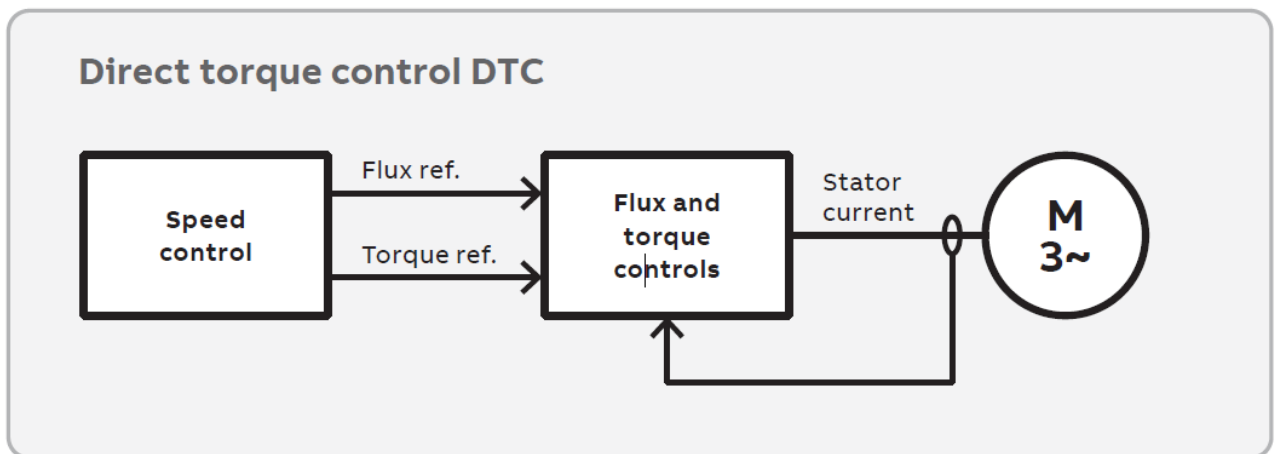 Direct torque control DTC
Speed
control
Flux ref.
Torque ref.
Flux and
torque
controls
Stator
current
M
3~